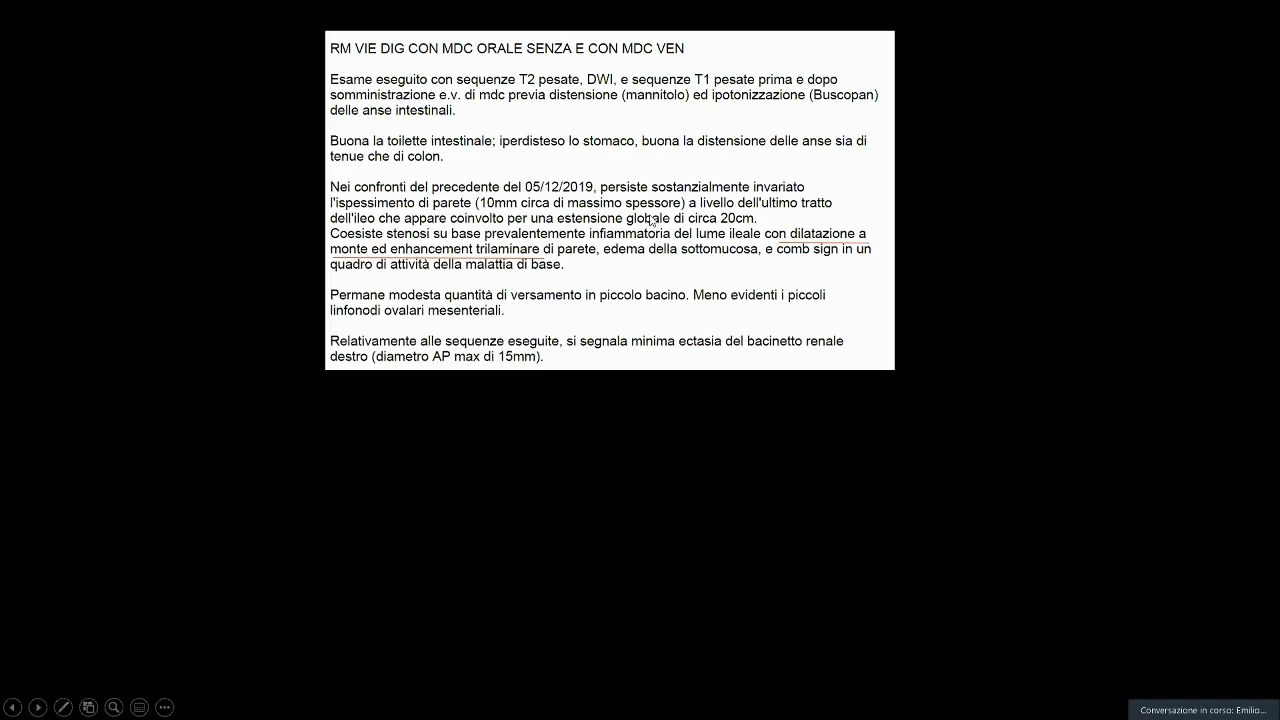 RM VIE DIG CON MDC ORALE SENZA E CON MDC VEN
Esame eseguito con sequenze T2 pesate, DWI, e sequenze T1 pesate prima e dopo
somministrazione e.v. di mdc previa distensione (mannitolo) ed ipotonizzazione (Buscopan)
delle anse intestinali.
Buona la toilette intestinale; iperdisteso lo stomaco, buona la distensione delle anse sia di
tenue che di colon.
Nei confronti del precedente del 05/12/2019, persiste sostanzialmente invariato
l'ispessimento di parete (10mm circa di massimo spessore) a livello dell'ultimo tratto
dell'ileo che appare coinvolto per una estensione globale di circa 20cm.
Coesiste stenosi su base prevalentemente infiammatoria del lume ileale con dilatazione a
monte ed enhancement trilaminare di parete, edema della sottomucosa, e comb sign in un
quadro di attività della malattia di base.
Permane modesta quantità di versamento in piccolo bacino. Meno evidenti i piccoli
linfonodi ovalari mesenteriali.
Relativamente alle sequenze eseguite, si segnala minima ectasia del bacinetto renale
destro (diametro AP max di 15mm).
Conversazione in corso: Emilio...